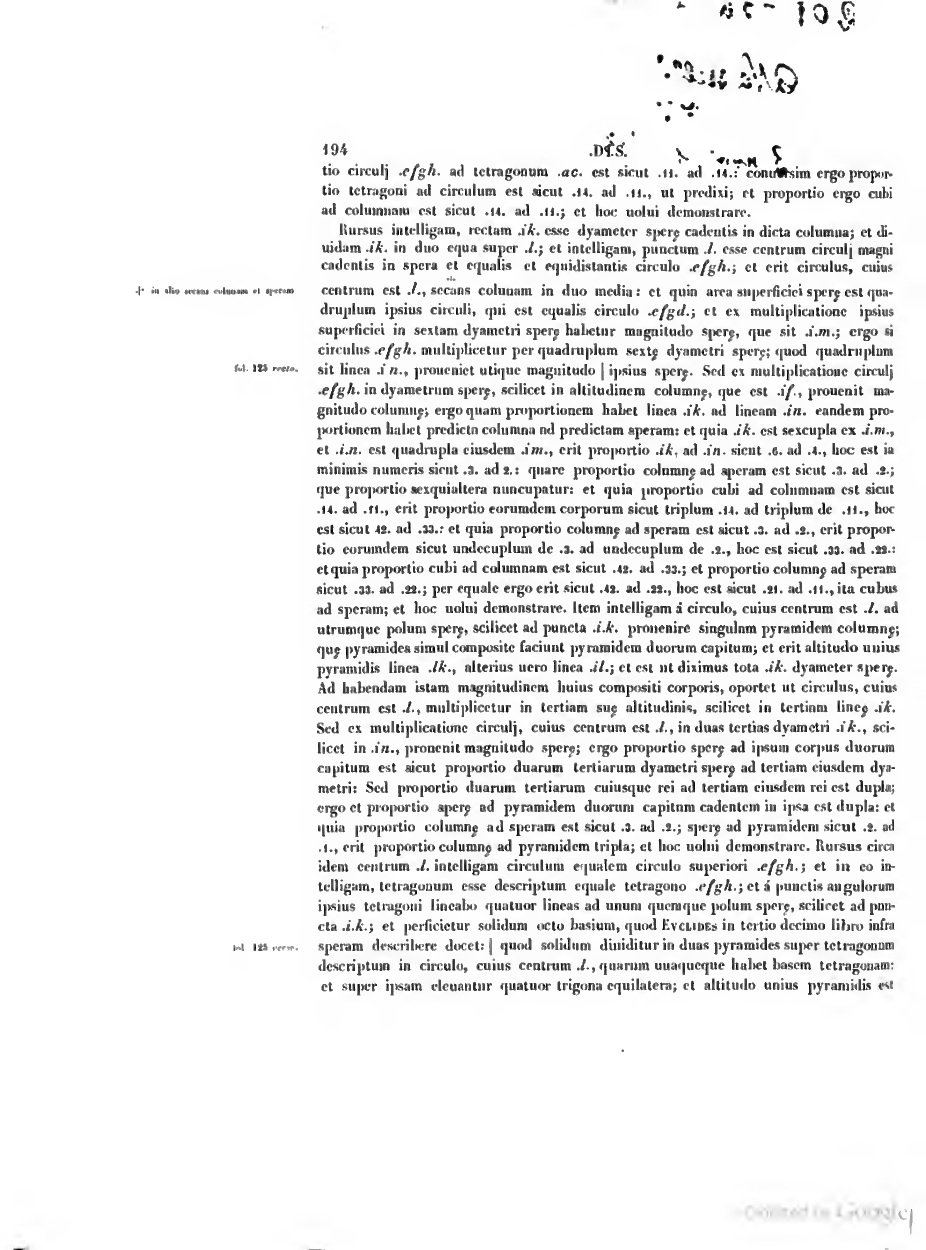 194
.DI.S.
tio circulj .efgh. ad tetragonum .ac. est sicut .11. ad .14.: conuersim ergo propor-
tio tetragoni ad circulum est sicut .14. ad .11., ut predixi; et proportio ergo cubi
ad columnam est sicut .14. ad .11.; et hoc uolui demonstrare.
Rursus intelligam, rectam .ik. esse dyameter sperę cadentis in dicta columna; et di-
uidam .ik. in duo equa super .l.; et intelligam, punctum .l. esse centrum circulj magni
cadentis in spera et equalis et equidistantis circulo .efgh.; et erit circulus, cuius
in alio secans columnam et speram
centrum est .l., secans colunam in duo media: et quin area superficiei sperę est qua-
druplum ipsius circuli, qui est equalis circulo .efgd.; et ex multiplicatione ipsius
superficiei in sextam dyametri sperę habetur magnitudo sperę, que sit .i.m.; ergo si
circulus .efgh. multiplicetur per quadruplum sextę dyametri sperę; quod quadruplum
fol. 125 recto.
sit linea .i n., proueniet utique magnitudo | ipsius sperę. Sed ex multiplicatione circulj
.efgh. in dyametrum sperę, scilicet in altitudinem columnę, que est .if., prouenit ma-
gnitudo columnę; ergo quam proportionem habet linea .ik. ad lineam .in. eandem pro-
portionem habet predicta columna ad predictam speram: et quia .ik. est sexcupla ex .i.m.,
et .i.n. est quadrupla eiusdem .im., erit proportio .ik. ad .in. sicut .6. ad .4., hoc est in
minimis numeris sicut .3. ad 2.: quare proportio columnę ad speram est sicut .3. ad .2.;
que proportio sexquialtera nuncupatur: et quia proportio cubi ad columnam est sicut
.14. ad .11., erit proportio eorumdem corporum sicut triplum .14. ad triplum de .11., hoc
est sicut 42. ad .33.: et quia proportio columnę ad speram est sicut .3. ad .2., erit propor-
tio eorumdem sicut undecuplum de .3. ad undecuplum de .2., hoc est sicut .33. ad .22.:
et quia proportio cubi ad columnam est sicut .42. ad .33.; et proportio columnę ad speram
sicut .33. ad .22.; per equale ergo erit sicut .42. ad .22., hoc est sicut .21. ad .11., ita cubus
ad speram; et hoc uolui demonstrare. Item intelligam á circulo, cuius centrum est .l. ad
utrumque polum sperę, scilicet ad puncta .i.k. prouenire singulam pyramidem columnę;
quę pyramides simul composite faciunt pyramidem duorum capitum; et erit altitudo unius
pyramidis linea .lk., alterius uero linea .il.; et est ut diximus tota .ik. dyameter sperę.
Ad habendam istam magnitudinem huius compositi corporis, oportet ut circulus, cuius
centrum est .l., multiplicetur in tertiam suę altitudinis, scilicet in tertiam lineę .ik.
Sed ex multiplicatione circulj, cuius centrum est .l., in duas tertias dyametri .ik., sci-
licet in .in., prouenit magnitudo sperę; ergo proportio sperę ad ipsum corpus duorum
capitum est sicut proportio duarum tertiarum dyametri sperę ad tertiam eiusdem dya-
metri: Sed proportio duarum tertiarum cuiusque rei ad tertiam eiusdem rei est dupla;
ergo et proportio sperę ad pyramidem duorum capitum cadentem in ipsa est dupla: et
quia proportio columnę ad speram est sicut .3. ad .2.; sperę ad pyramidem sicut .2. ad
.1., erit proportio columnę ad pyramidem tripla; et hoc uolui demonstrare. Rursus circa
idem centrum .l. intelligam circulum equalem circulo superiori .efgh.; et in eo in-
telligam, tetragonum esse descriptum equale tetragono .efgh.; et á punctis angulorum
ipsius tetragoni lineabo quatuor lineas ad unum quemque polum sperę, scilicet ad pun-
cta .i.k.; et perficietur solidum octo basium, quod Euclides in tertio decimo libro infra
fol. 125 verso.
speram describere docet: | quod solidum diuiditur in duas pyramides super tetragonum
descriptum in circulo, cuius centrum .l., quarum unaqueque habet basem tetragonam:
et super ipsam eleuantur quatuor trigona equilatera; et altitudo unius pyramidis est
Digitized by Google